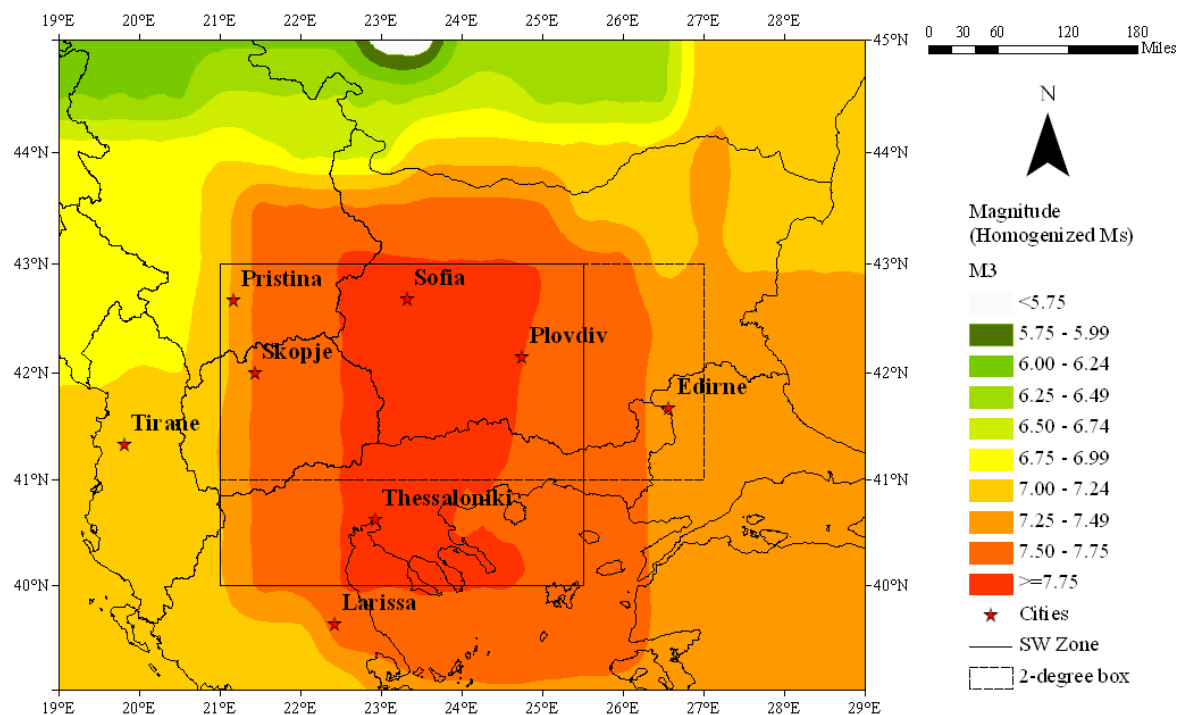 19°E 20°E 21°E 22°E 23°E 24°E 25°E 26°E 27°E 28°E
45°N 45°N
44°N 44°N
43°N 43°N
42°N 42°N
41°N 41°N
40°N 40°N
19°E 20°E 21°E 22°E 23°E 24°E 25°E 26°E 27°E 28°E 29°E
Pristina
Sofia
Skopje
Plovdiv
Edirne
Tirane
Thessaloniki
Larissa
0 30 60 120 180
Miles
N
Magnitude
(Homogenized Ms)
M3
<5.75
5.75 - 5.99
6.00 - 6.24
6.25 - 6.49
6.50 - 6.74
6.75 - 6.99
7.00 - 7.24
7.25 - 7.49
7.50 - 7.75
>=7.75
Cities
SW Zone
2-degree box